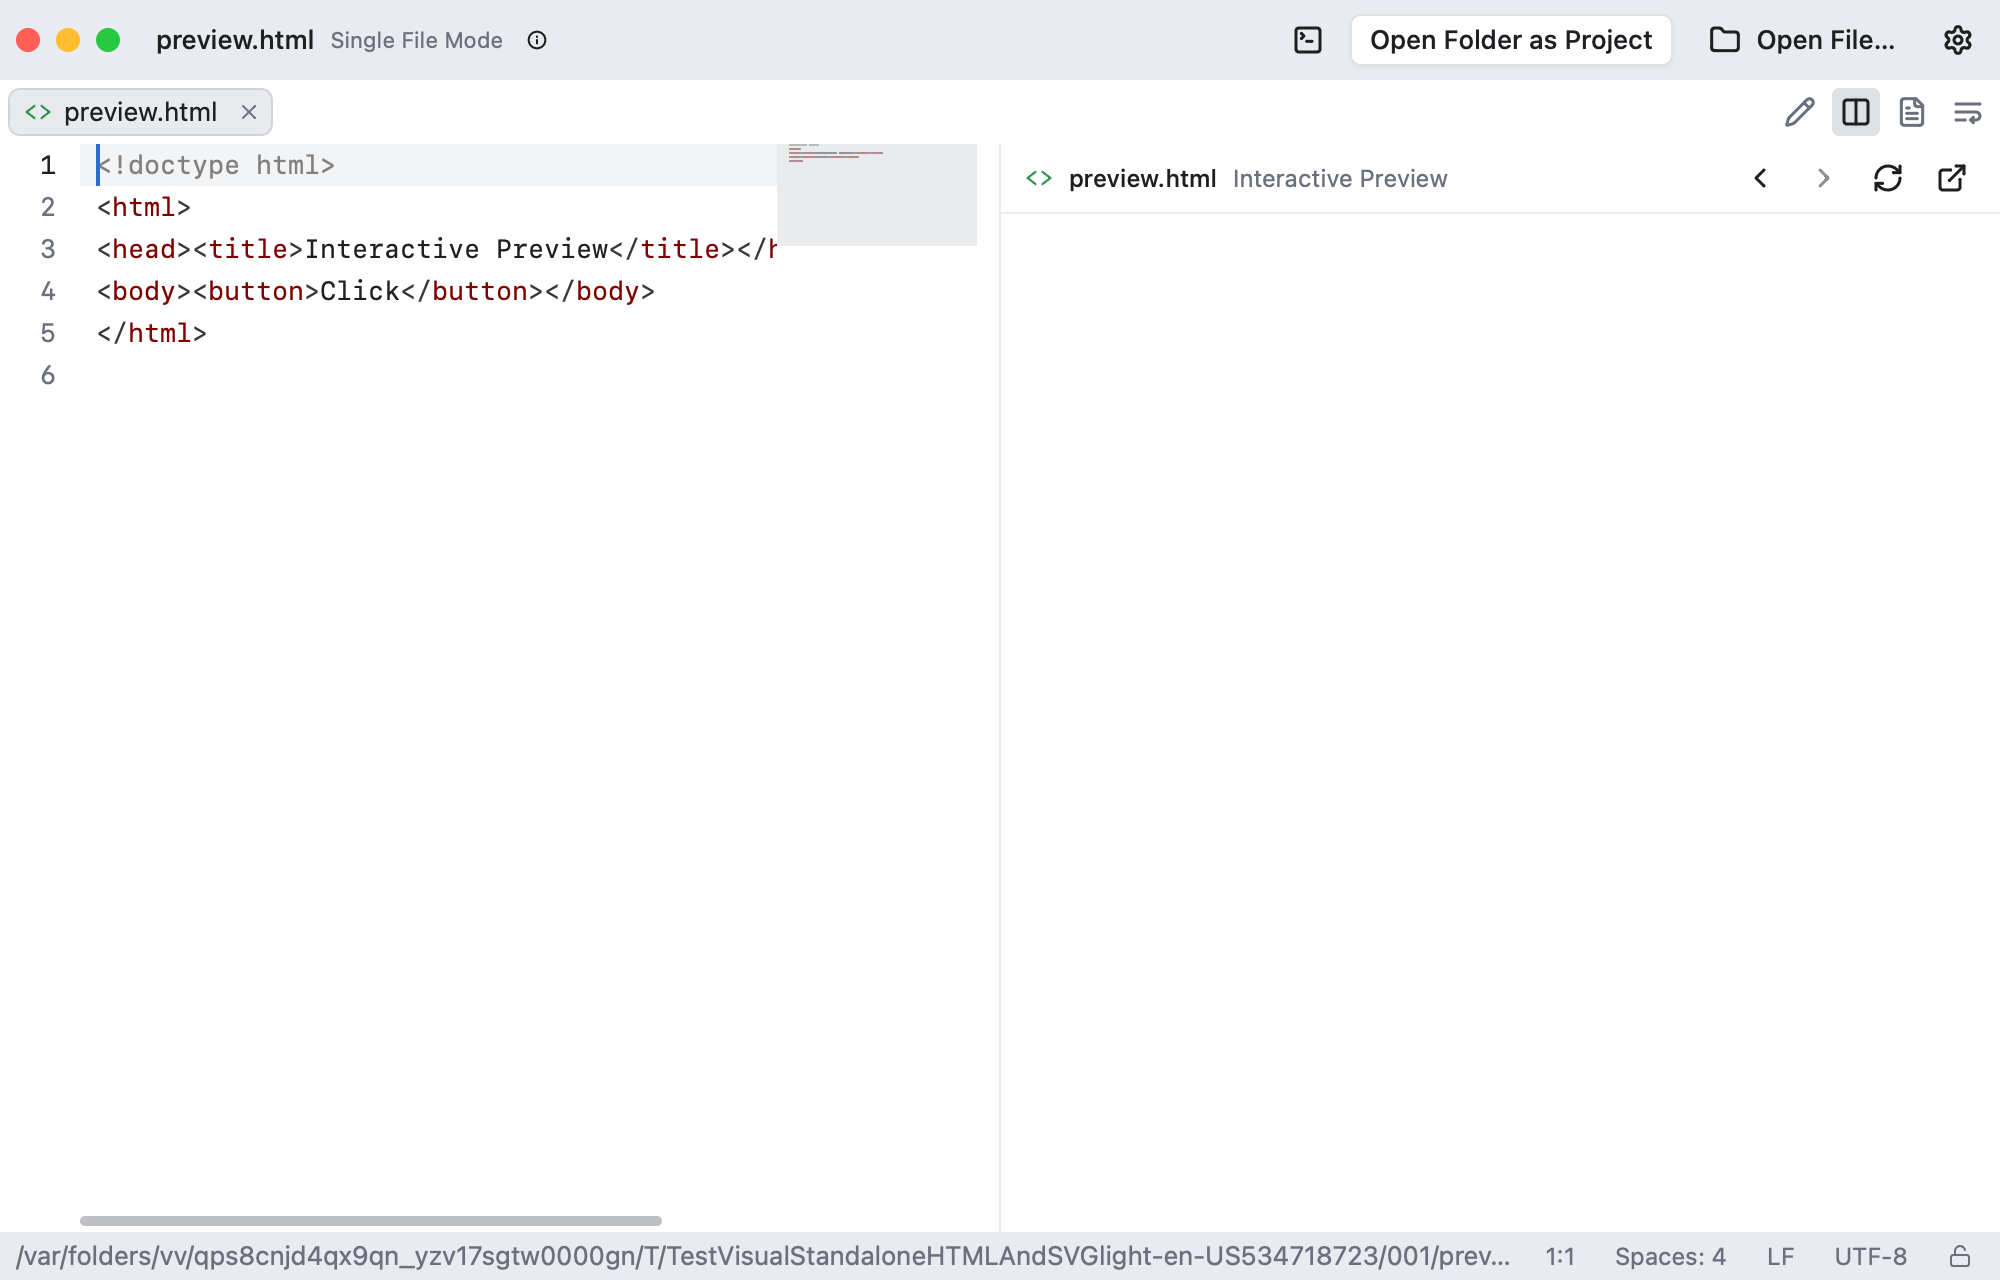 preview.html Single File Mode
Open Folder as Project Open File...
preview.html
1 <!doctype html>
2 <html>
3 <head><title>Interactive Preview</title></h
4 <body><button>Click</button></body>
5 </html>
6
preview.html Interactive Preview
/var/folders/vv/qps8cnjd4qx9qn_yzv17sgtw0000gn/T/TestVisualStandaloneHTMLAndSVGlight-en-US534718723/001/prev... 1:1 Spaces: 4 LF UTF-8